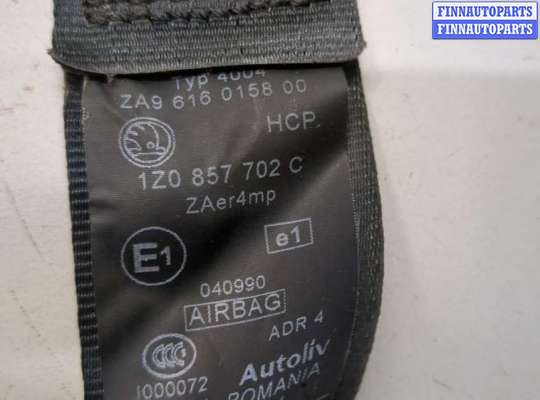 FINNAUTOPARTS
FINNAUTOPARTS
Typ 4004
ZA9 616 0158 00
HCP.
1Z0 857 702 C
ZAer4mp
E1
e1
040990
AIRBAG
ADR 4
CCC
I000072
Autoliv
ROMANIA